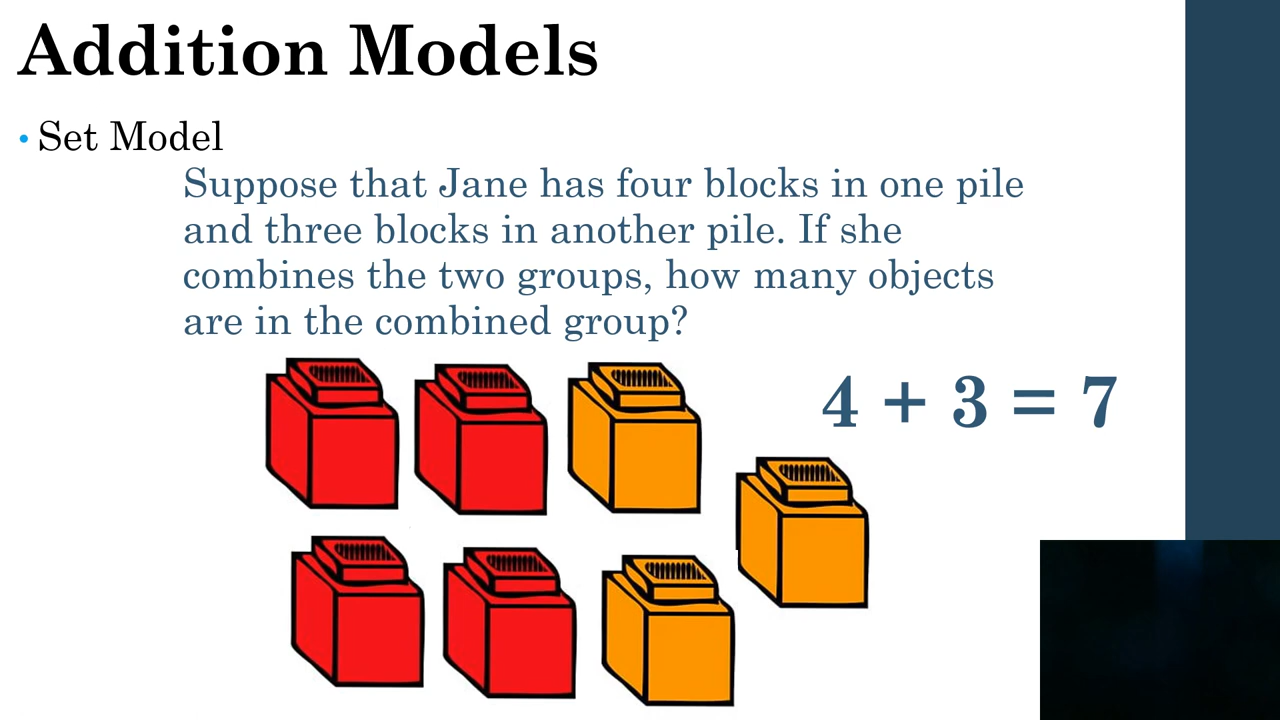 Addition Models
• Set Model
Suppose that Jane has four blocks in one pile
and three blocks in another pile. If she
combines the two groups, how many objects
are in the combined group?
4 + 3 = 7